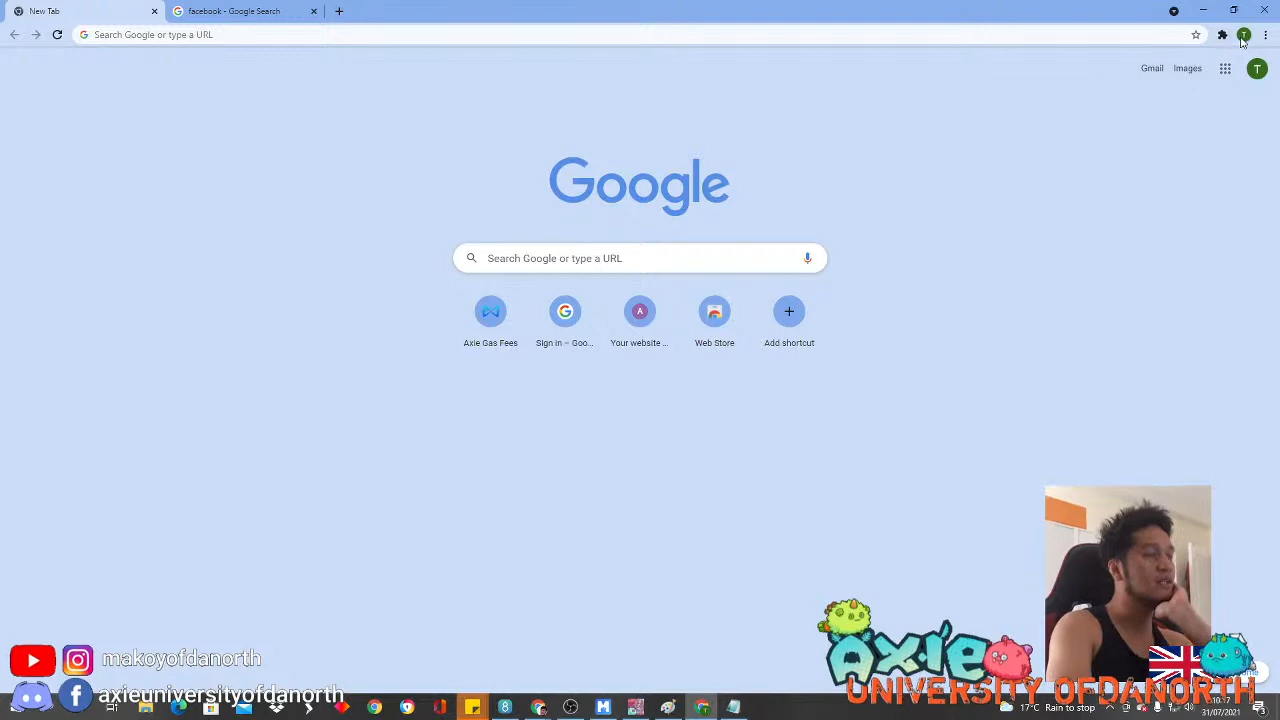 New Tab
facebook - Google Search
Search Google or type a URL
T
Gmail
Images
T
Google
Search Google or type a URL
Axie Gas Fees
Sign in – Goo...
Your website ...
Web Store
Add shortcut
A
makoyofdanorth
axieuniversityofdanorth
Axie
UNIVERSITY OFDANORTH
17°C Rain to stop
31/07/2021